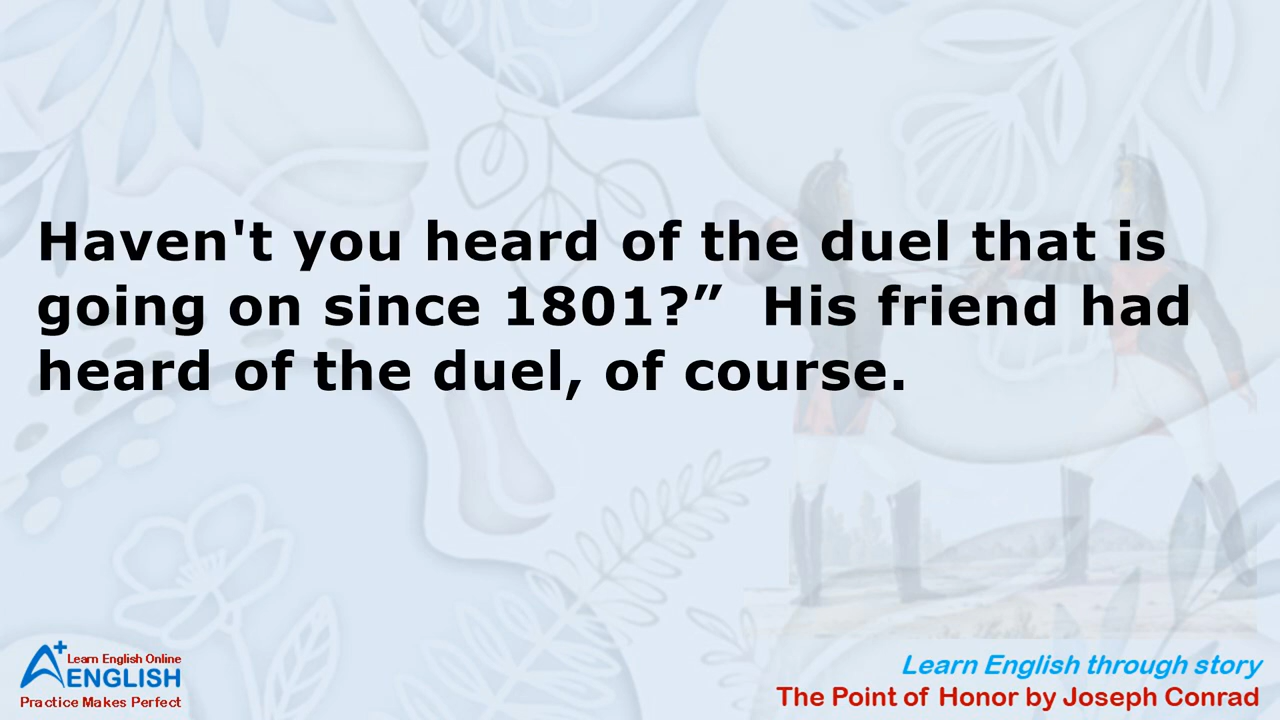 Haven't you heard of the duel that is
going on since 1801?”  His friend had
heard of the duel, of course.
A+
Learn English Online
ENGLISH
Practice Makes Perfect
Learn English through story
The Point of Honor by Joseph Conrad